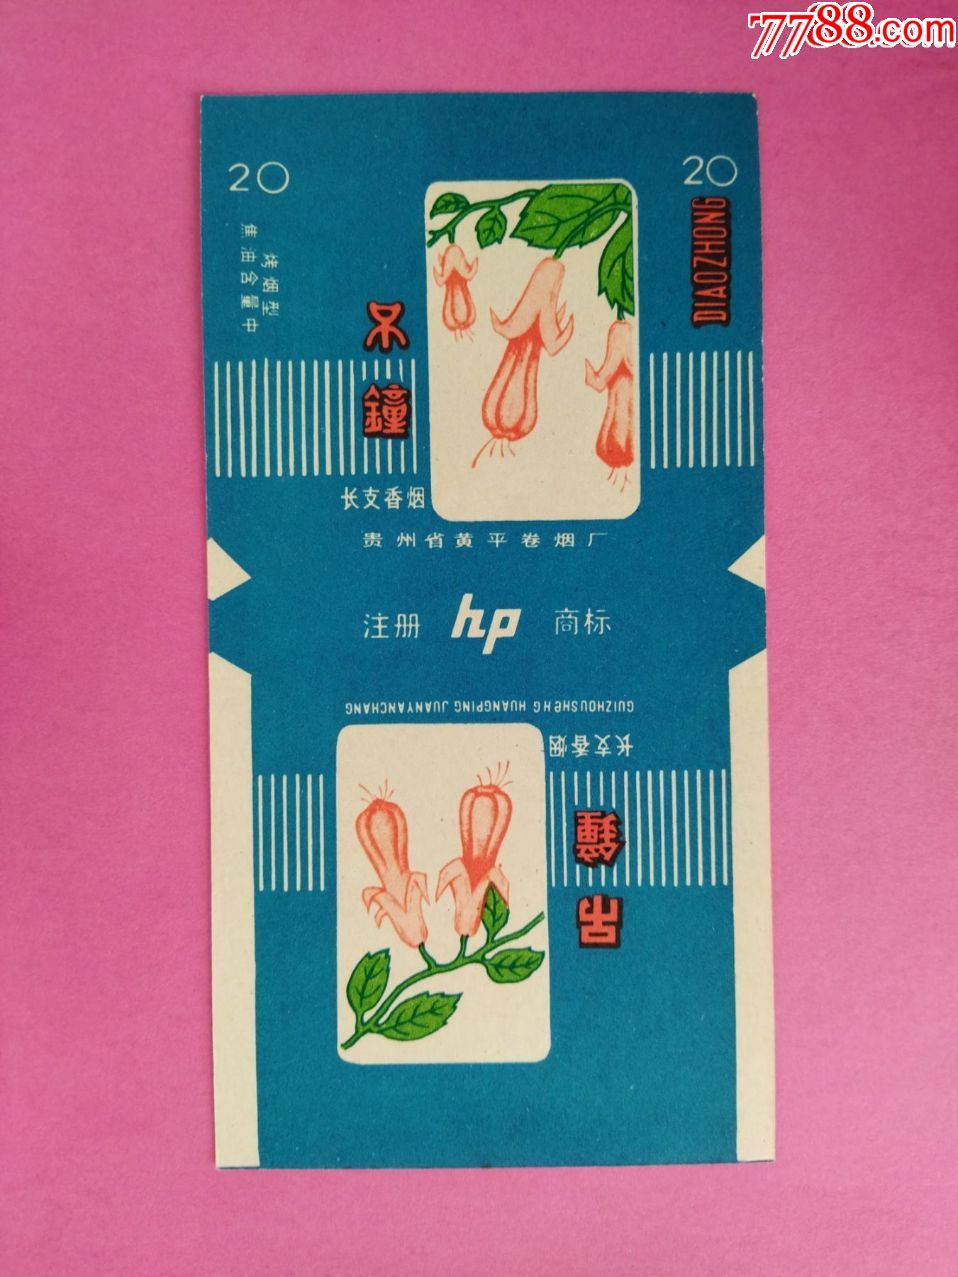 7788.com
20
20
DIAOZHONG
烤烟型
焦油含量中
吊鐘
长支香烟
贵州省黄平卷烟厂
注册 hp 商标
GUIZHOUSHeNG HUANGPING JUANYANCHANG
长支香烟
吊鐘